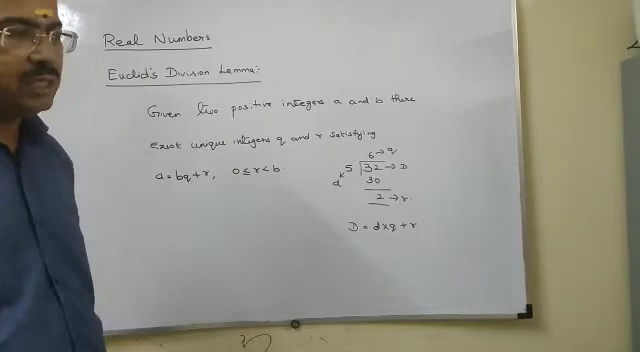 Real Numbers
Euclid's Division Lemma:-
Given two positive integers a and b there
exist unique integers q and r satisfying
a = bq + r, 0 ≤ r < b.
6 → q
5 32 → D
d
30
2 → r.
D = d x q + r